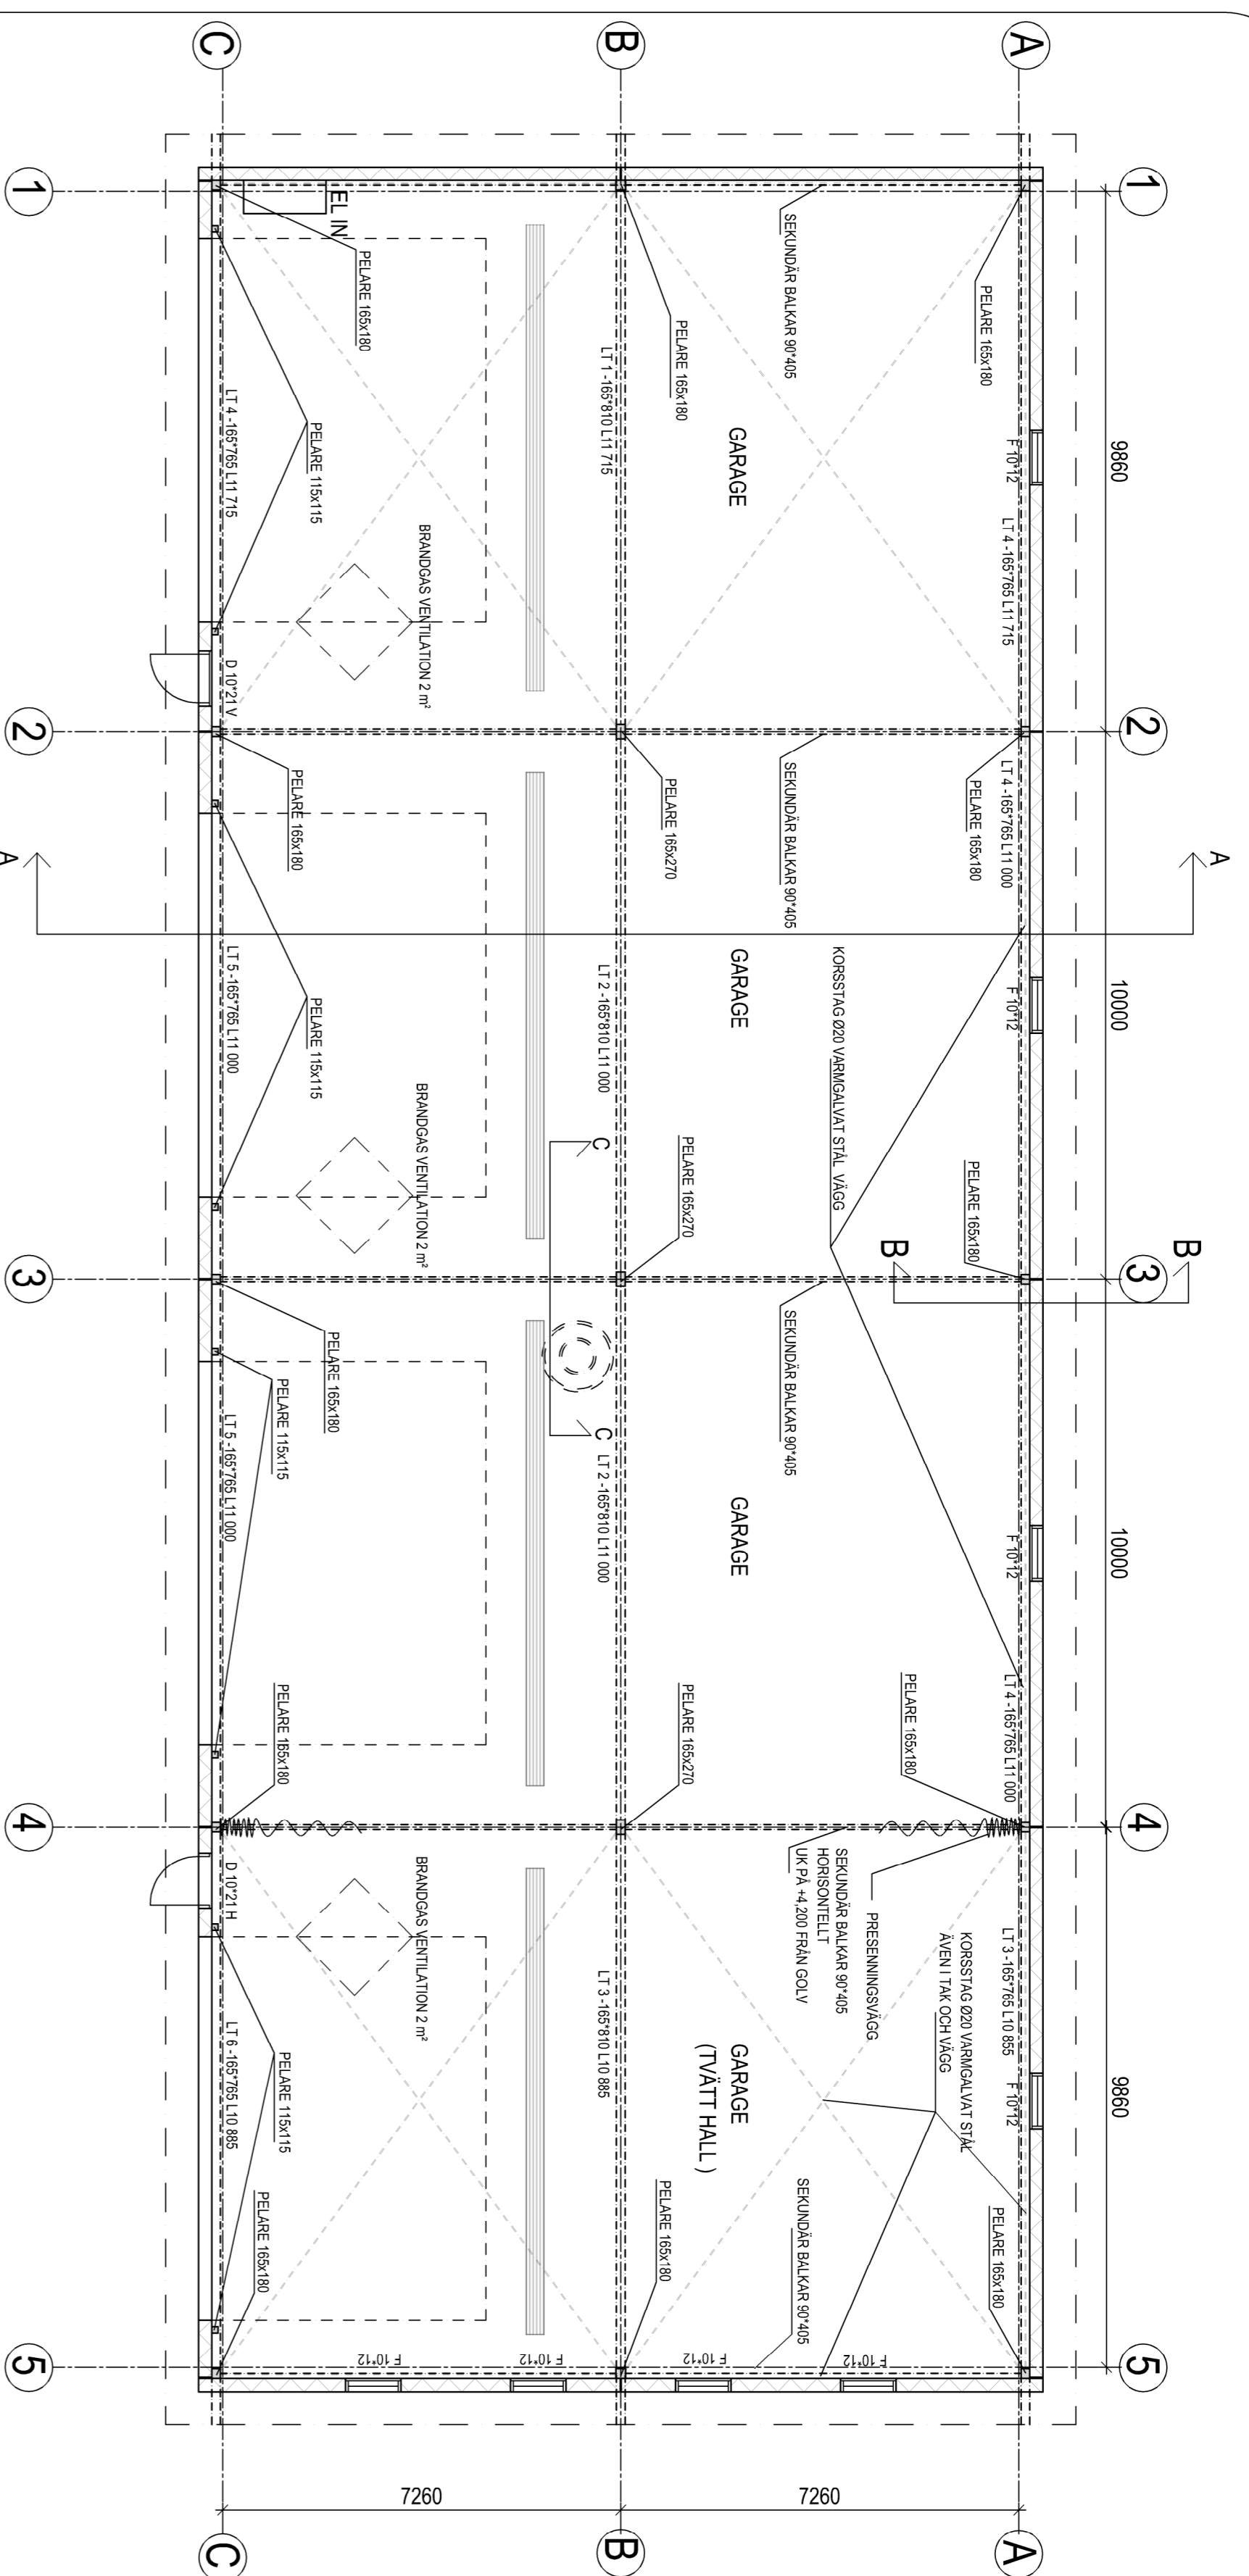 1
2
3
4
5
A
B
9860
10000
10000
9860
A
A
F 10*12
LT 4 -165*765 L11 715
LT 4 -165*765 L11 000
F 10*12
F 10*12
LT 4 -165*765 L11 000
LT 3 -165*765 L10 855
F 10*12
PELARE 165x180
PELARE 165x180
PELARE 165x180
PELARE 165x180
PELARE 165x180
KORSSTAG Ø20 VARMGALVAT STÅL
ÄVEN I TAK OCH VÄGG
B
PRESENNINGSVÄGG
KORSSTAG Ø20 VARMGALVAT STÅL VÄGG
SEKUNDÄR BALKAR 90*405
HORISONTELLT
UK PÅ +4,200 FRÅN GOLV
SEKUNDÄR BALKAR 90*405
SEKUNDÄR BALKAR 90*405
SEKUNDÄR BALKAR 90*405
SEKUNDÄR BALKAR 90*405
GARAGE
GARAGE
GARAGE
GARAGE
(TVÄTT HALL )
7260
F 10*12
F 10*12
PELARE 165x180
PELARE 165x270
PELARE 165x270
PELARE 165x270
PELARE 165x180
B
B
LT 1 -165*810 L11 715
LT 2 -165*810 L11 000
C
C
LT 2 -165*810 L11 000
LT 3 -165*810 L10 885
F 10*12
F 10*12
7260
BRANDGAS VENTILATION 2 m²
BRANDGAS VENTILATION 2 m²
BRANDGAS VENTILATION 2 m²
EL IN
PELARE 165x180
PELARE 115x115
PELARE 165x180
PELARE 115x115
PELARE 165x180
PELARE 115x115
PELARE 165x180
PELARE 115x115
PELARE 165x180
LT 4 -165*765 L11 715
D 10*21 V
LT 5 -165*765 L11 000
LT 5 -165*765 L11 000
D 10*21 H
LT 6 -165*765 L10 885
C
C
A
1
2
3
4
5